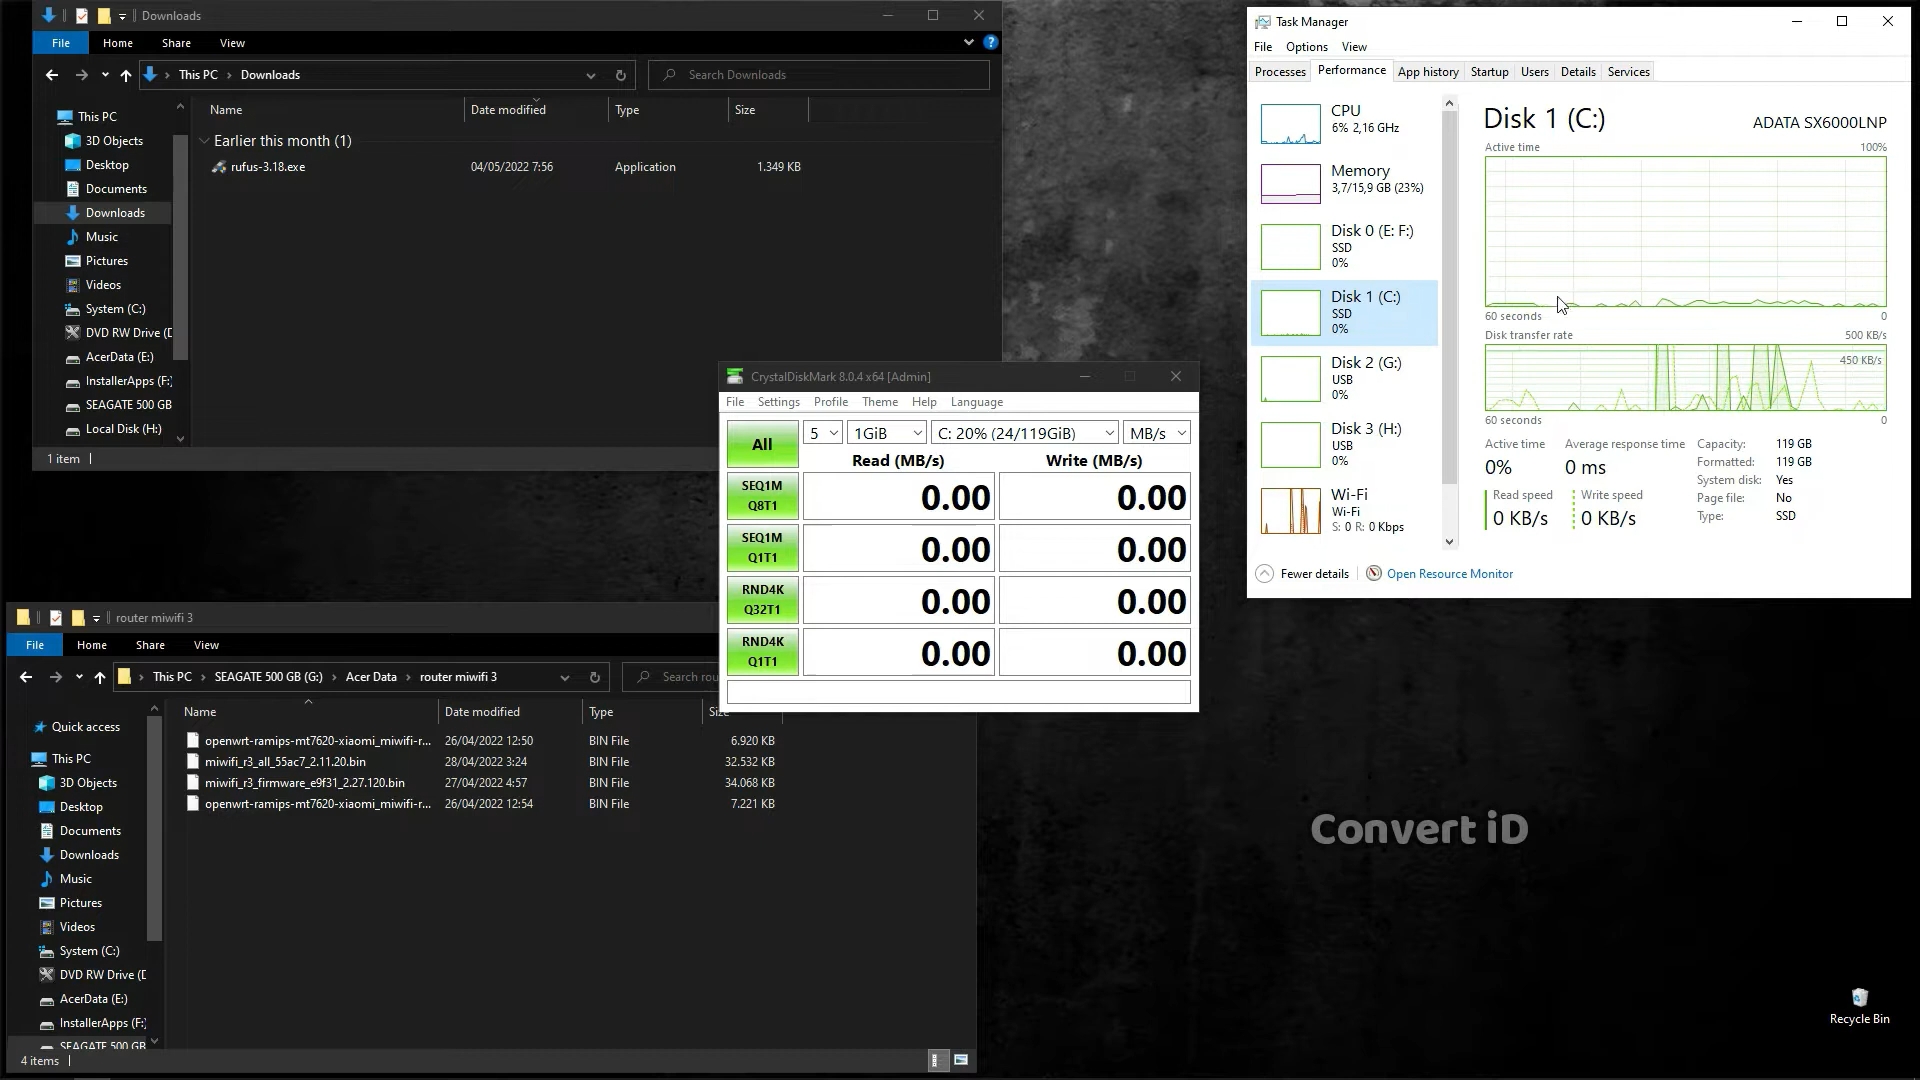 Downloads
File Home Share View
This PC Downloads
Search Downloads
Name Date modified Type Size
Earlier this month (1)
rufus-3.18.exe 04/05/2022 7:56 Application 1.349 KB
This PC
3D Objects
Desktop
Documents
Downloads
Music
Pictures
Videos
System (C:)
DVD RW Drive (D
AcerData (E:)
InstallerApps (F:)
SEAGATE 500 GB
Local Disk (H:)
1 item
Task Manager
File Options View
Processes Performance App history Startup Users Details Services
CPU
6% 2,16 GHz
Memory
3,7/15,9 GB (23%)
Disk 0 (E: F:)
SSD
0%
Disk 1 (C:)
SSD
0%
Disk 2 (G:)
USB
0%
Disk 3 (H:)
USB
0%
Wi-Fi
Wi-Fi
S: 0 R: 0 Kbps
Disk 1 (C:) ADATA SX6000LNP
Active time 100%
60 seconds 0
Disk transfer rate 500 KB/s
450 KB/s
60 seconds 0
Active time Average response time
0% 0 ms
Read speed Write speed
0 KB/s 0 KB/s
Capacity: 119 GB
Formatted: 119 GB
System disk: Yes
Page file: No
Type: SSD
Fewer details Open Resource Monitor
CrystalDiskMark 8.0.4 x64 [Admin]
File Settings Profile Theme Help Language
All 5 1GiB C: 20% (24/119GiB) MB/s
Read (MB/s) Write (MB/s)
SEQ1M
Q8T1 0.00 0.00
SEQ1M
Q1T1 0.00 0.00
RND4K
Q32T1 0.00 0.00
RND4K
Q1T1 0.00 0.00
router miwifi 3
File Home Share View
This PC SEAGATE 500 GB (G:) Acer Data router miwifi 3
Search rou
Name Date modified Type Size
openwrt-ramips-mt7620-xiaomi_miwifi-r... 26/04/2022 12:50 BIN File 6.920 KB
miwifi_r3_all_55ac7_2.11.20.bin 28/04/2022 3:24 BIN File 32.532 KB
miwifi_r3_firmware_e9f31_2.27.120.bin 27/04/2022 4:57 BIN File 34.068 KB
openwrt-ramips-mt7620-xiaomi_miwifi-r... 26/04/2022 12:54 BIN File 7.221 KB
Quick access
This PC
3D Objects
Desktop
Documents
Downloads
Music
Pictures
Videos
System (C:)
DVD RW Drive (D
AcerData (E:)
InstallerApps (F:)
SEAGATE 500 GB
4 items
Convert iD
Recycle Bin